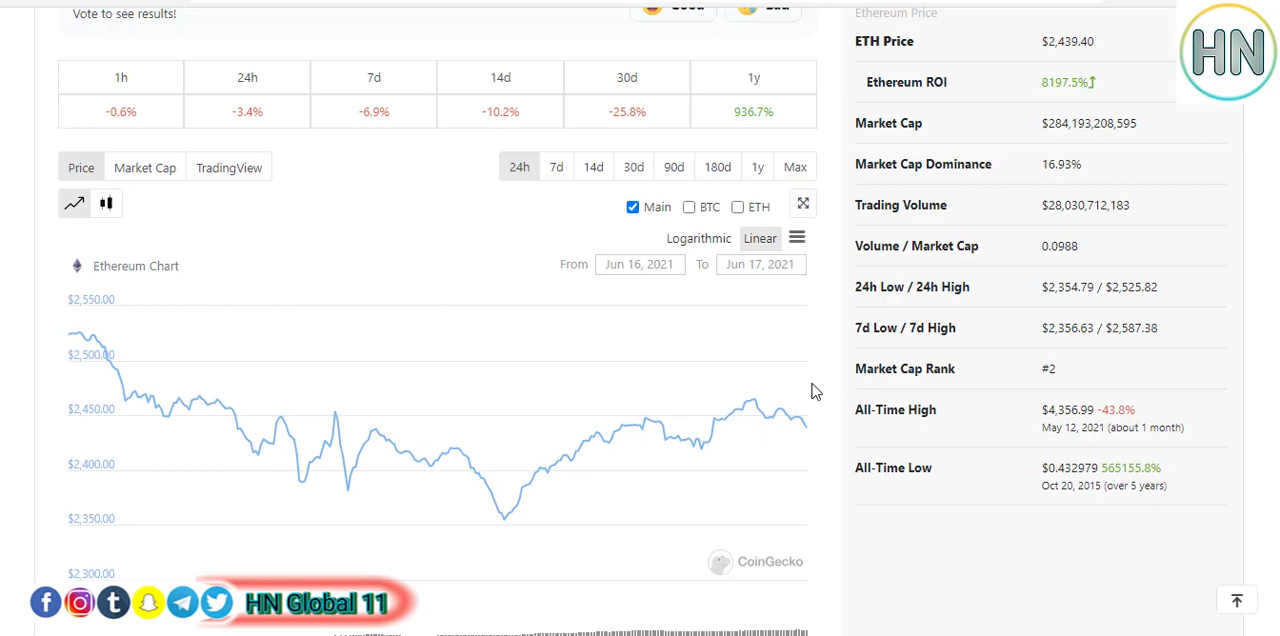 Vote to see results!
1h 24h 7d 14d 30d 1y
-0.6% -3.4% -6.9% -10.2% -25.8% 936.7%
Price Market Cap TradingView
24h 7d 14d 30d 90d 180d 1y Max
Main BTC ETH
Logarithmic Linear
Ethereum Chart
From Jun 16, 2021 To Jun 17, 2021
$2,550.00
$2,500.00
$2,450.00
$2,400.00
$2,350.00
$2,300.00
CoinGecko
Ethereum Price
ETH Price $2,439.40
Ethereum ROI 8197.5%
Market Cap $284,193,208,595
Market Cap Dominance 16.93%
Trading Volume $28,030,712,183
Volume / Market Cap 0.0988
24h Low / 24h High $2,354.79 / $2,525.82
7d Low / 7d High $2,356.63 / $2,587.38
Market Cap Rank #2
All-Time High $4,356.99 -43.8%
May 12, 2021 (about 1 month)
All-Time Low $0.432979 565155.8%
Oct 20, 2015 (over 5 years)
HN
HN Global 11